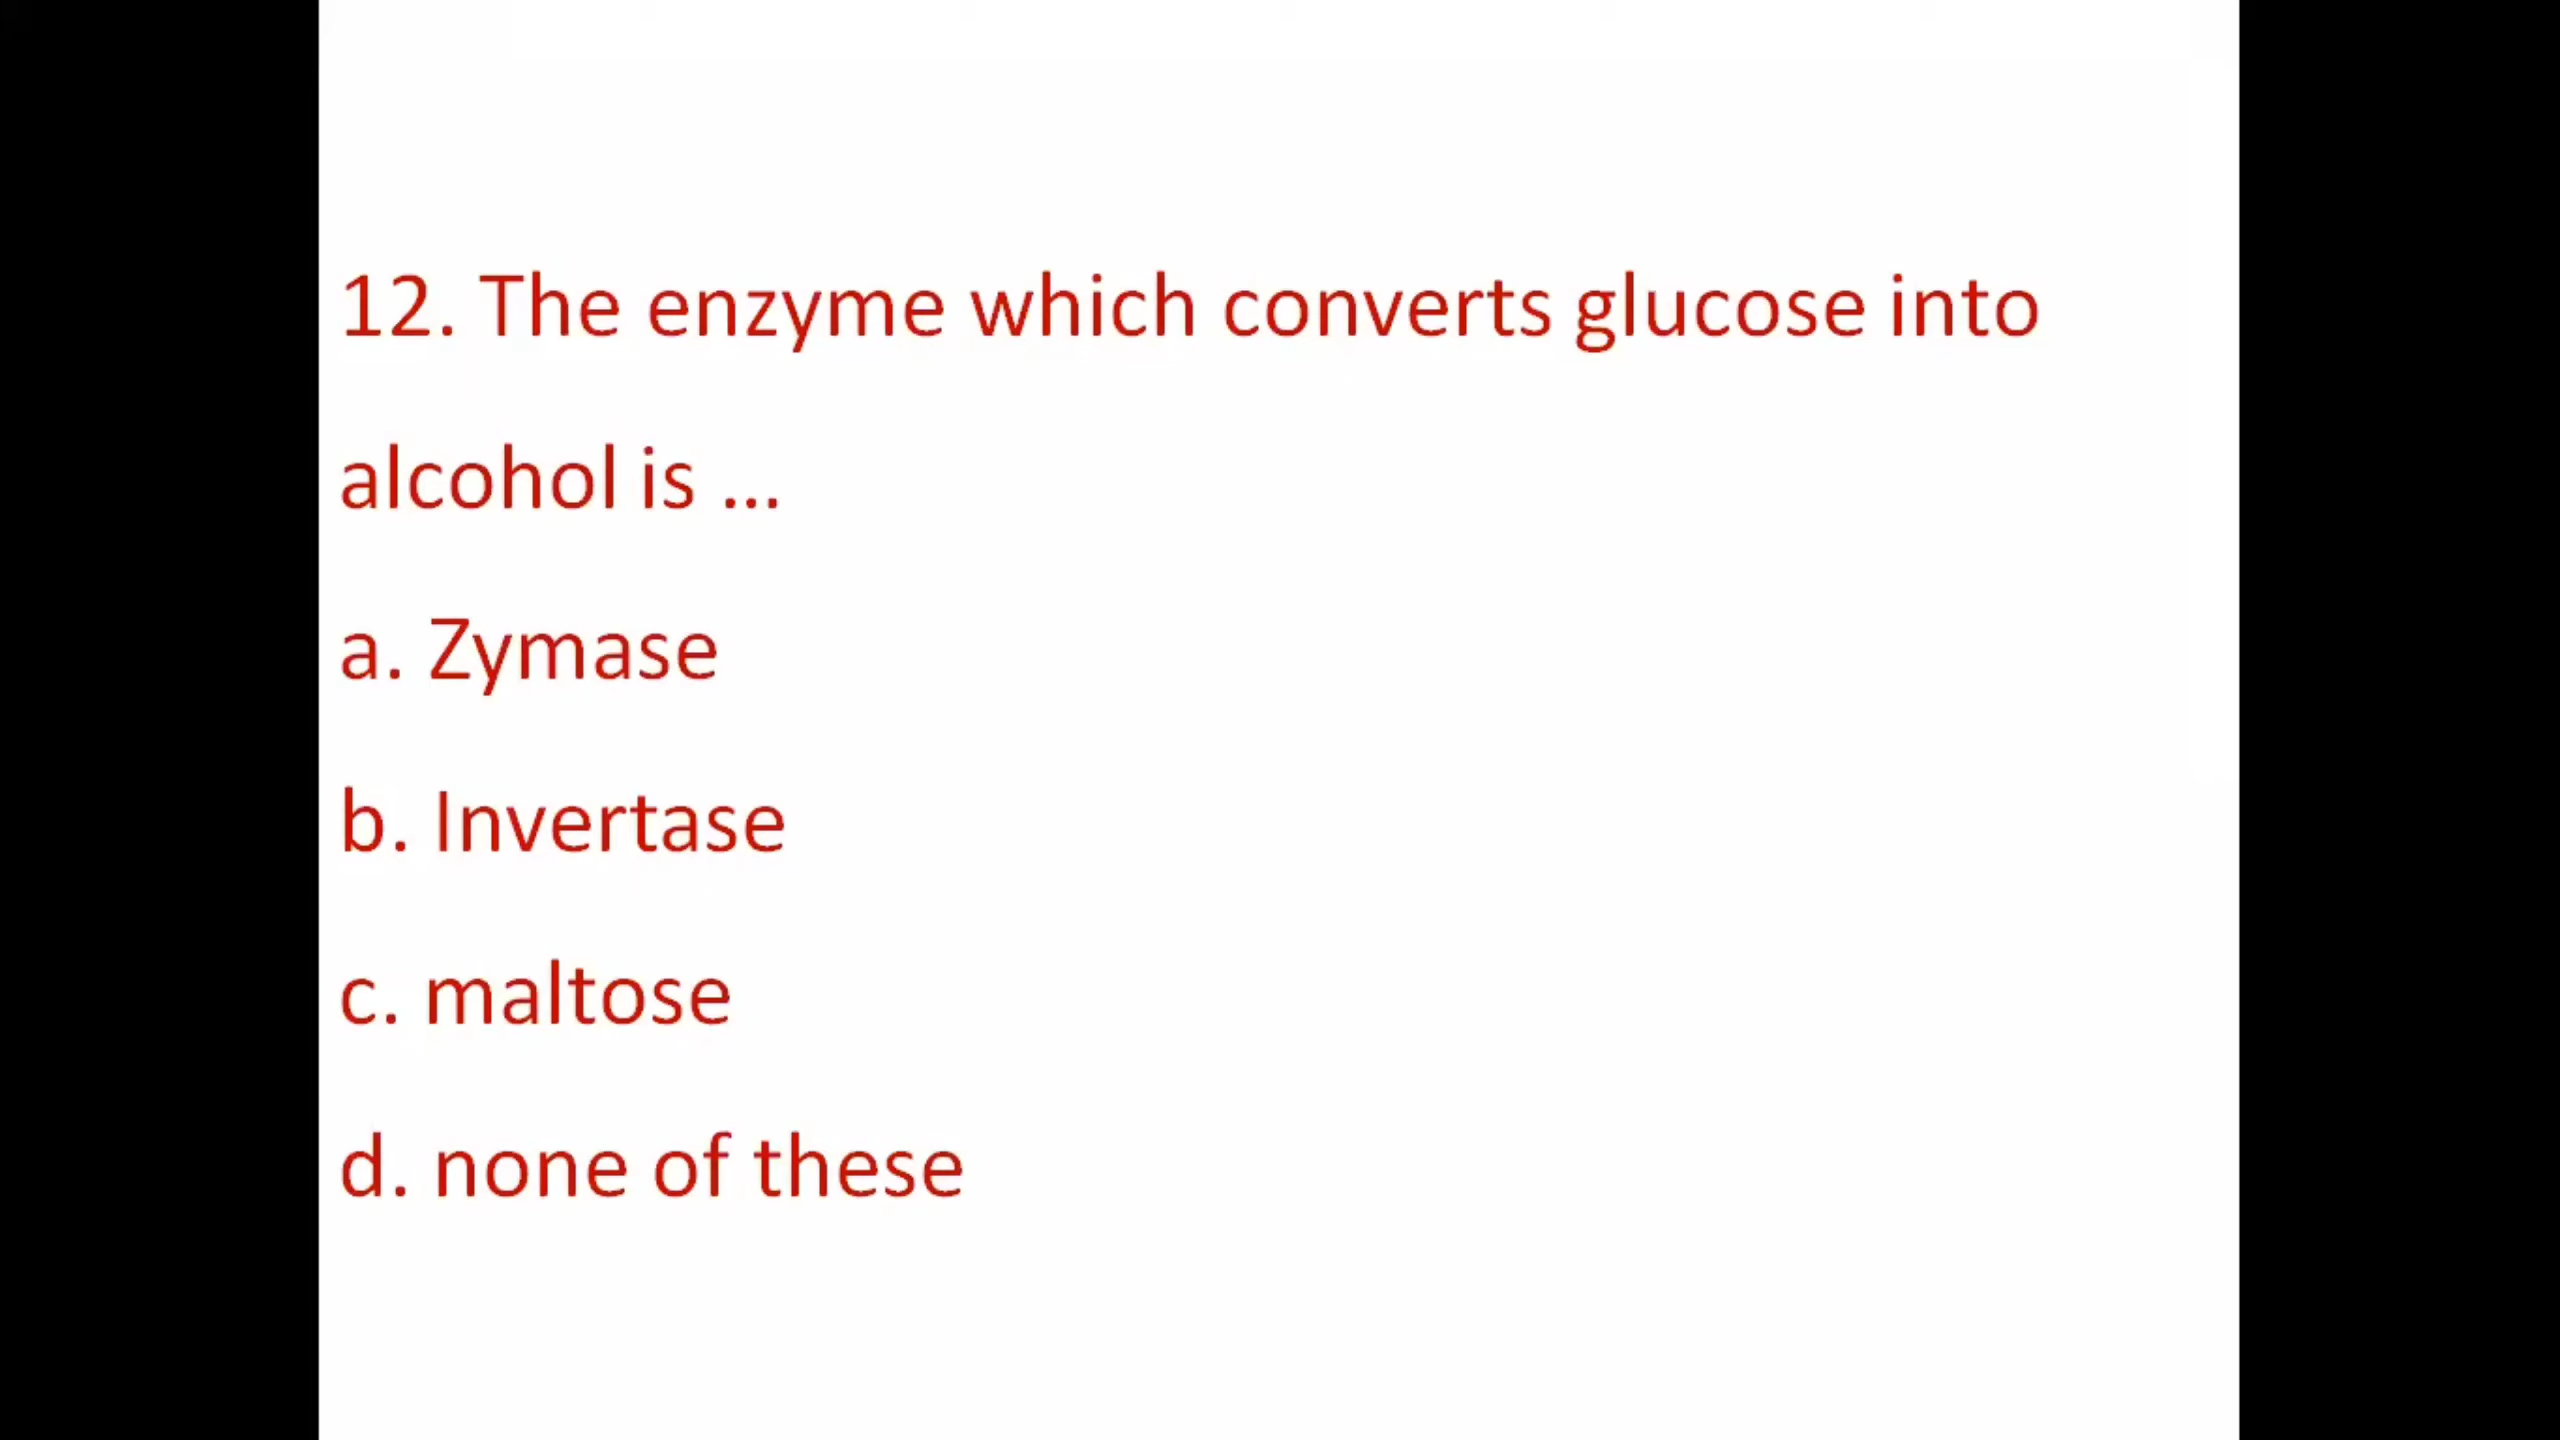 12. The enzyme which converts glucose into
alcohol is ...
a. Zymase
b. Invertase
c. maltose
d. none of these